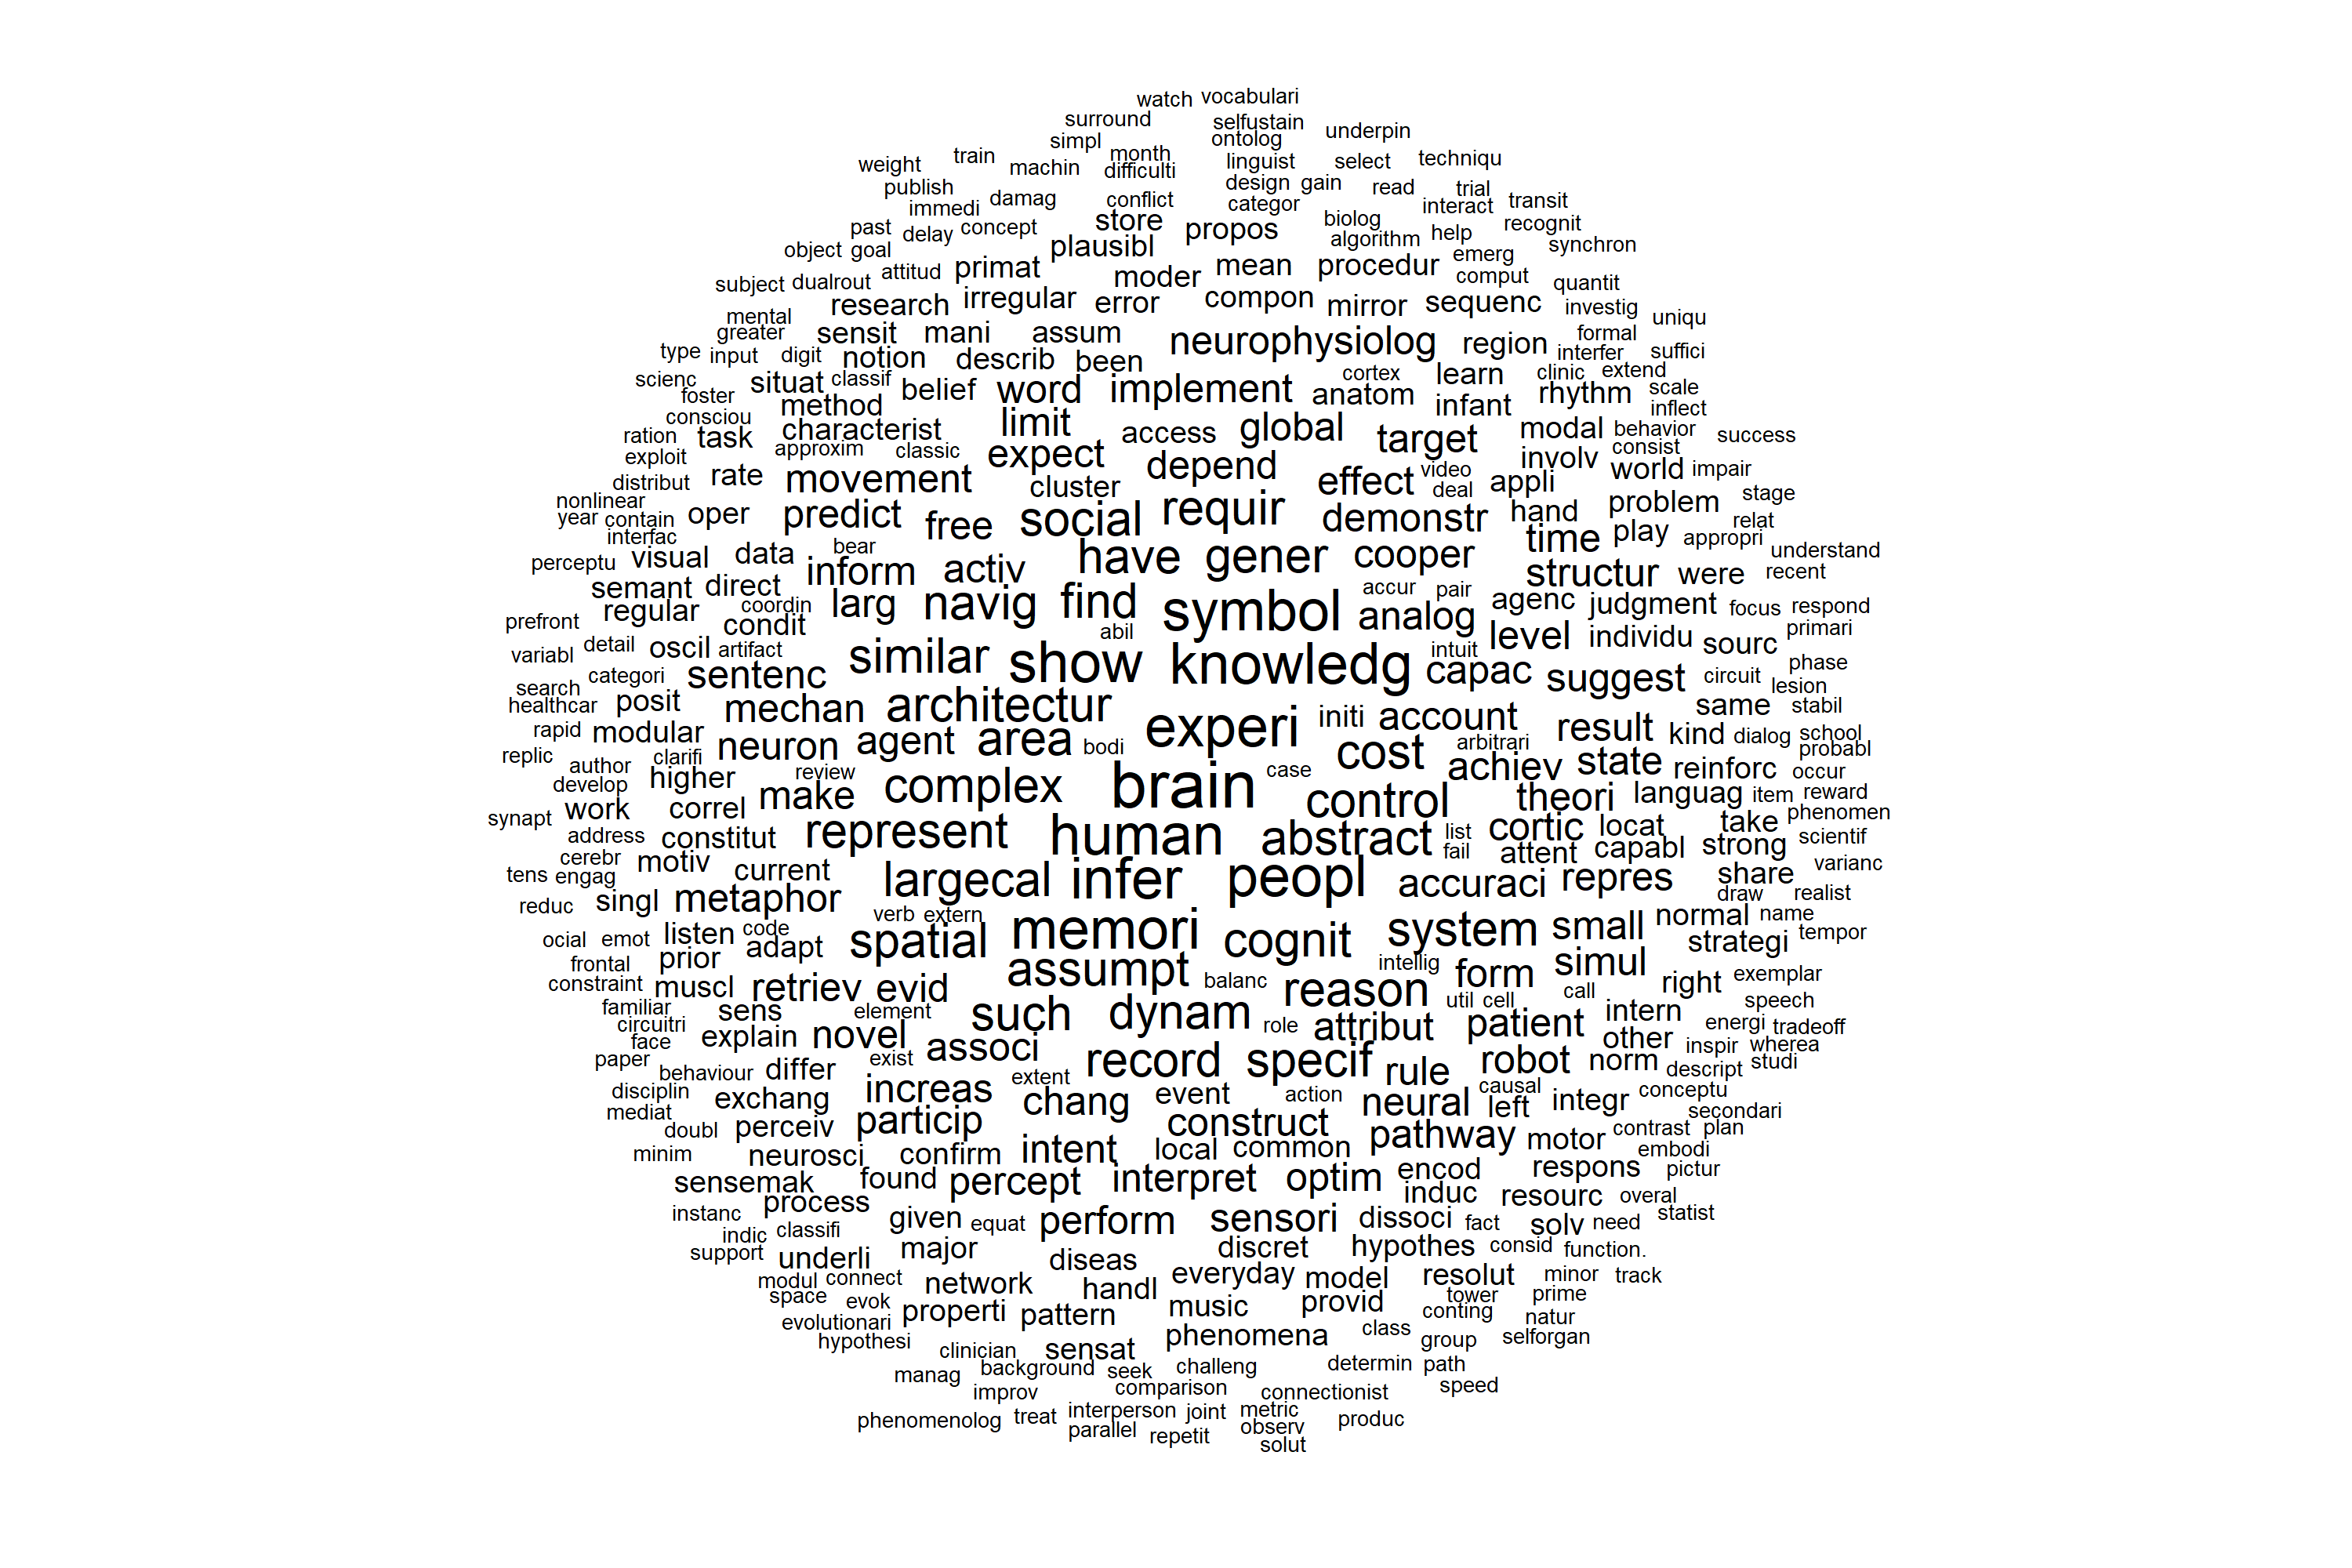 watch vocabulari
surround selfustain
simpl ontolog underpin
weight train machin month difficulti linguist select techniqu
publish damag conflict design gain read trial transit
immedi categor interact
past delay concept store propos biolog algorithm help recognit
object goal plausibl emerg synchron
subject dualrout attitud primat moder mean procedur comput quantit
mental research irregular error compon mirror sequenc investig uniqu
greater sensit mani assum neurophysiolog region formal
type input digit notion describ been interfer suffici
scienc situat classif belief word implement cortex learn clinic extend
foster method anatom infant rhythm scale
consciou characterist limit access global target modal behavior inflect
ration task approxim classic expect consist success
exploit rate movement cluster depend effect video involv world impair
distribut deal appli
nonlinear predict free social requir demonstr hand problem stage
year contain oper time play relat
interfac bear have gener cooper appropri understand
perceptu visual data inform activ structur were recent
semant direct larg navig find symbol accur pair agenc judgment focus respond
prefront regular coordin condit analog
variabl detail oscil artifact similar abil show knowledg intuit level individu sourc primari
search categori sentenc capac suggest circuit phase lesion
healthcar posit mechan architectur same stabil
rapid modular neuron agent area bodi experi initi account arbitrari result kind dialog school
replic author clarifi cost probabl
develop higher review complex brain case achiev state reinforc occur
synapt work correl make control theori languag item reward phenomen
address constitut represent human abstract list cortic locat take scientif
cerebr motiv current fail attent capabl strong varianc
tens engag largecal infer peopl accuraci repres share
reduc singl metaphor verb extern draw realist
ocial emot listen code adapt spatial memori cognit system small normal name
frontal prior assumpt balanc intellig form simul strategi tempor
constraint muscl retriev evid reason right exemplar
familiar sens element such dynam util cell call intern speech
circuitri explain novel role attribut patient other energi tradeoff
face associ inspir wherea
paper behaviour differ exist record specif rule robot norm descript studi
disciplin exchang increas extent chang event action neural causal left integr conceptu
mediat particip construct secondari
doubl perceiv local common pathway motor contrast plan
minim neurosci confirm intent embodi
sensemak found percept interpret optim encod respons pictur
instanc process given equat perform sensori induc resourc overal
indic classifi dissoci fact solv need statist
support underli major diseas discret hypothes consid function.
modul connect network handl everyday model resolut minor track
space evok properti pattern music provid tower prime
evolutionari conting natur
hypothesi phenomena class group selforgan
clinician sensat
manag background seek challeng determin path
improv comparison connectionist speed
phenomenolog treat interperson joint metric produc
parallel repetit observ
solut